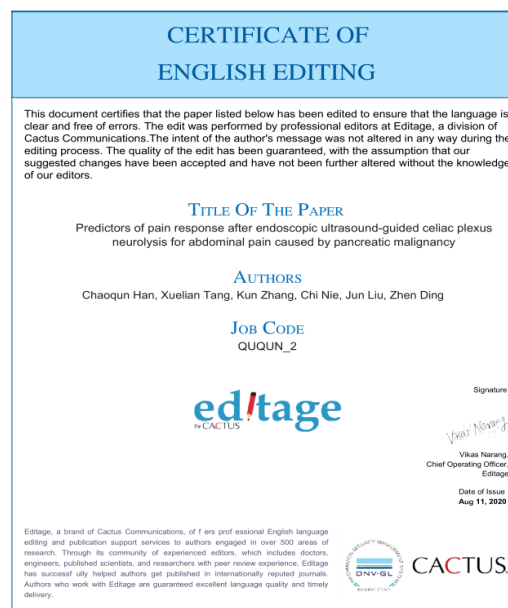 CERTIFICATE OF
ENGLISH EDITING
This document certifies that the paper listed below has been edited to ensure that the language is
clear and free of errors. The edit was performed by professional editors at Editage, a division of
Cactus Communications.The intent of the author's message was not altered in any way during the
editing process. The quality of the edit has been guaranteed, with the assumption that our
suggested changes have been accepted and have not been further altered without the knowledge
of our editors.
TITLE OF THE PAPER
Predictors of pain response after endoscopic ultrasound-guided celiac plexus
neurolysis for abdominal pain caused by pancreatic malignancy
AUTHORS
Chaoqun Han, Xuelian Tang, Kun Zhang, Chi Nie, Jun Liu, Zhen Ding
JOB CODE
QUQUN_2
editage
by CACTUS
Signature
Vikas Narang
Vikas Narang,
Chief Operating Officer,
Editage
Date of Issue
Aug 11, 2020
Editage, a brand of Cactus Communications, of f ers prof essional English language
editing and publication support services to authors engaged in over 500 areas of
research. Through its community of experienced editors, which includes doctors,
engineers, published scientists, and researchers with peer review experience, Editage
has successf ully helped authors get published in internationally reputed journals.
Authors who work with Editage are guaranteed excellent language quality and timely
delivery.
DNV·GL
CACTUS.